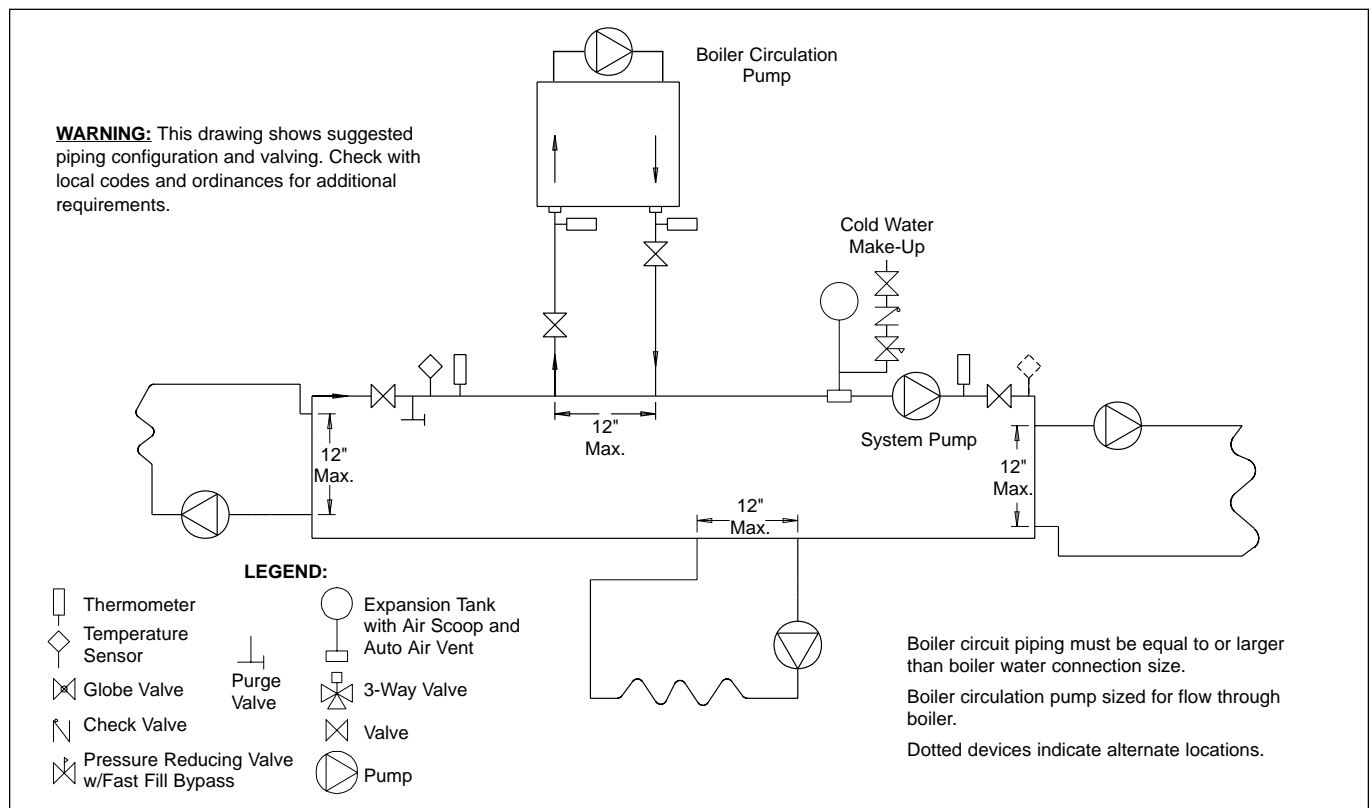 Boiler Circulation
Pump
WARNING: This drawing shows suggested
piping configuration and valving. Check with
local codes and ordinances for additional
requirements.
Cold Water
Make-Up
12"
Max.
System Pump
12"
Max.
12"
Max.
12"
Max.
LEGEND:
Thermometer
Temperature
Sensor
Globe Valve
Check Valve
Pressure Reducing Valve
w/Fast Fill Bypass
Purge
Valve
Expansion Tank
with Air Scoop and
Auto Air Vent
3-Way Valve
Valve
Pump
Boiler circuit piping must be equal to or larger
than boiler water connection size.
Boiler circulation pump sized for flow through
boiler.
Dotted devices indicate alternate locations.